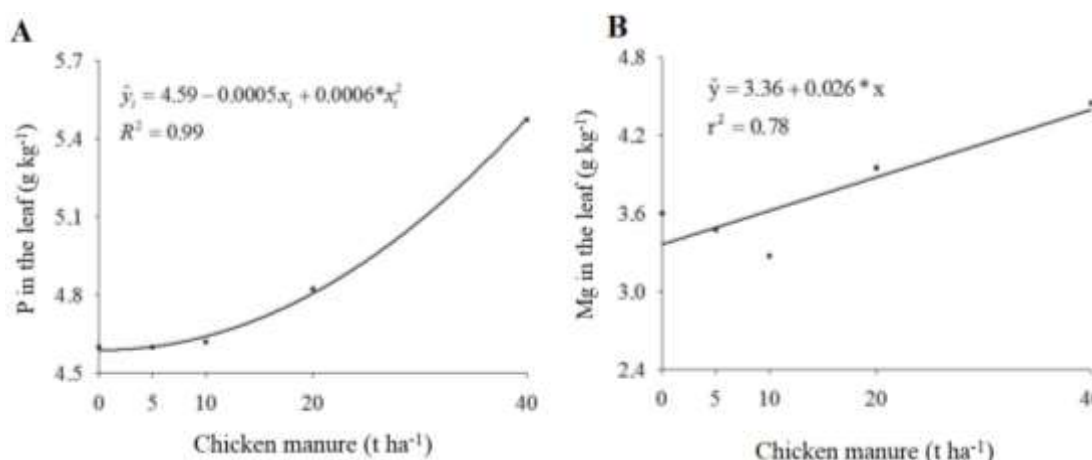 A
5.7
5.4
5.1
4.8
4.5
P in the leaf (g kg⁻¹)
ŷᵢ = 4.59 – 0.0005xᵢ + 0.0006*xᵢ²
R² = 0.99
0 5 10 20 40
Chicken manure (t ha⁻¹)
B
4.8
4.2
3.6
3.0
2.4
Mg in the leaf (g kg⁻¹)
ŷ = 3.36 + 0.026 * x
r² = 0.78
0 5 10 20
Chicken manure (t ha⁻¹)